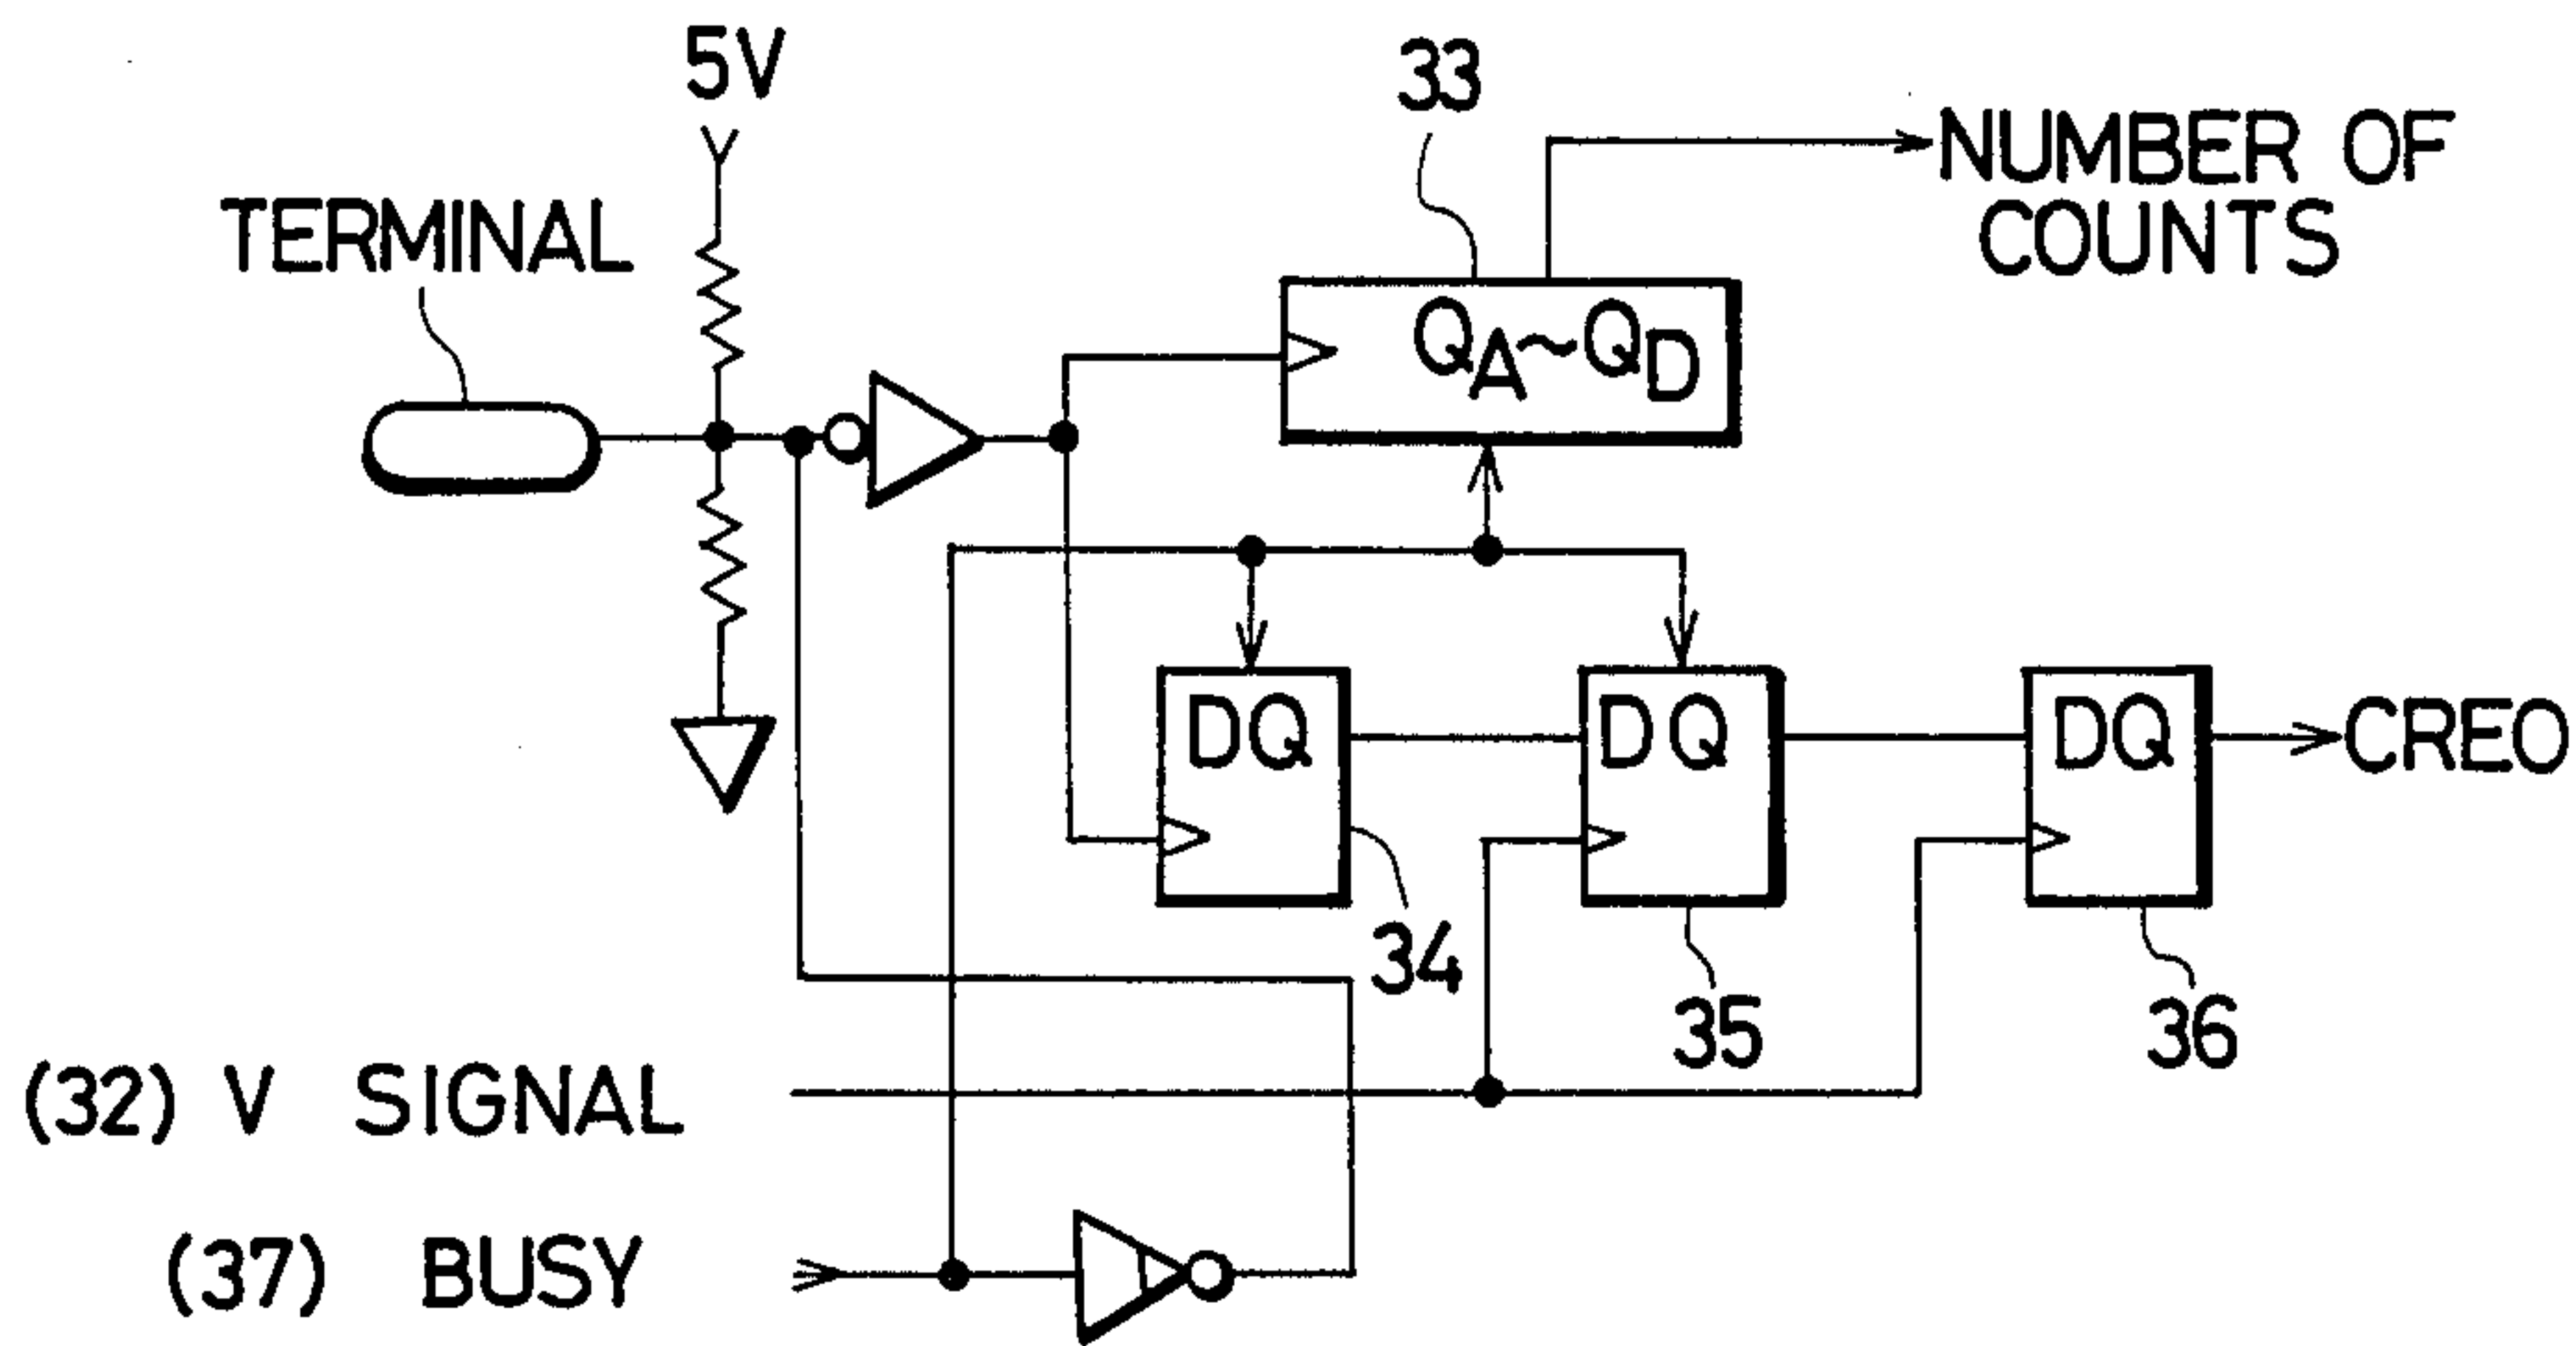 5V
33
NUMBER OF
COUNTS
TERMINAL
QA~QD
DQ
DQ
DQ
CREO
34
35
36
(32) V SIGNAL
(37) BUSY